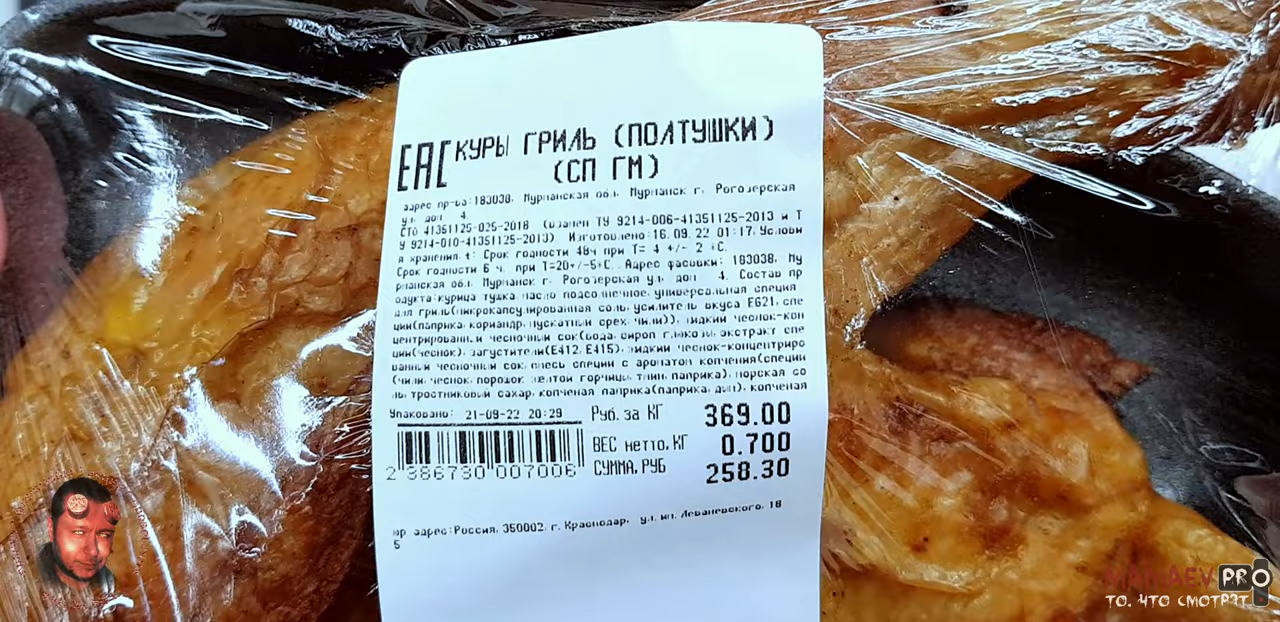 EAC КУРЫ ГРИЛЬ (ПОЛТУШКИ)
(СП ГМ)
адрес пр-ва:183038, Мурманская обл. Мурманск г. Рогозерская
ул. дом 4.
СТО 41351125-025-2018 (взамен ТУ 9214-006-41351125-2013 и Т
У 9214-010-41351125-2013) Изготовлено:16.09.22 01:17. Услови
я хранения : Срок годности 48ч при Т= 4 +/- 2 °С.
Срок годности 6 ч. при Т=20+/-5°С. Адрес фасовки: 183038, Му
рманская обл. Мурманск г. Рогозерская ул. дом 4. Состав пр
одукта:курица тушка масло подсолнечное, универсальная специя
для гриль(микрокапсулированная соль, усилитель вкуса Е621, спе
ции(паприка, кориандр, мускатный орех, чили)), жидкий чеснок-кон
центрированный чесночный сок(вода, сироп глюкозы, экстракт спе
ции(чеснок), загустители(Е412, Е415), жидкий чеснок-концентриро
ванный чесночный сок, смесь специй с ароматом копчения(специи
(чили, чеснок, порошок желтой горчицы, тмин, паприка), морская со
ль, тростниковый сахар, копченая паприка(паприка, дым), копченая
Упаковано: 21-09-22 20:29
Руб. за КГ 369.00
ВЕС нетто, КГ 0.700
СУММА, РУБ 258.30
2 386730 007006
юр адрес:Россия, 350002, г. Краснодар, ул. им. Леваневского, 18
5
MAMAEV PRO
ТО, ЧТО СМОТРЯТ